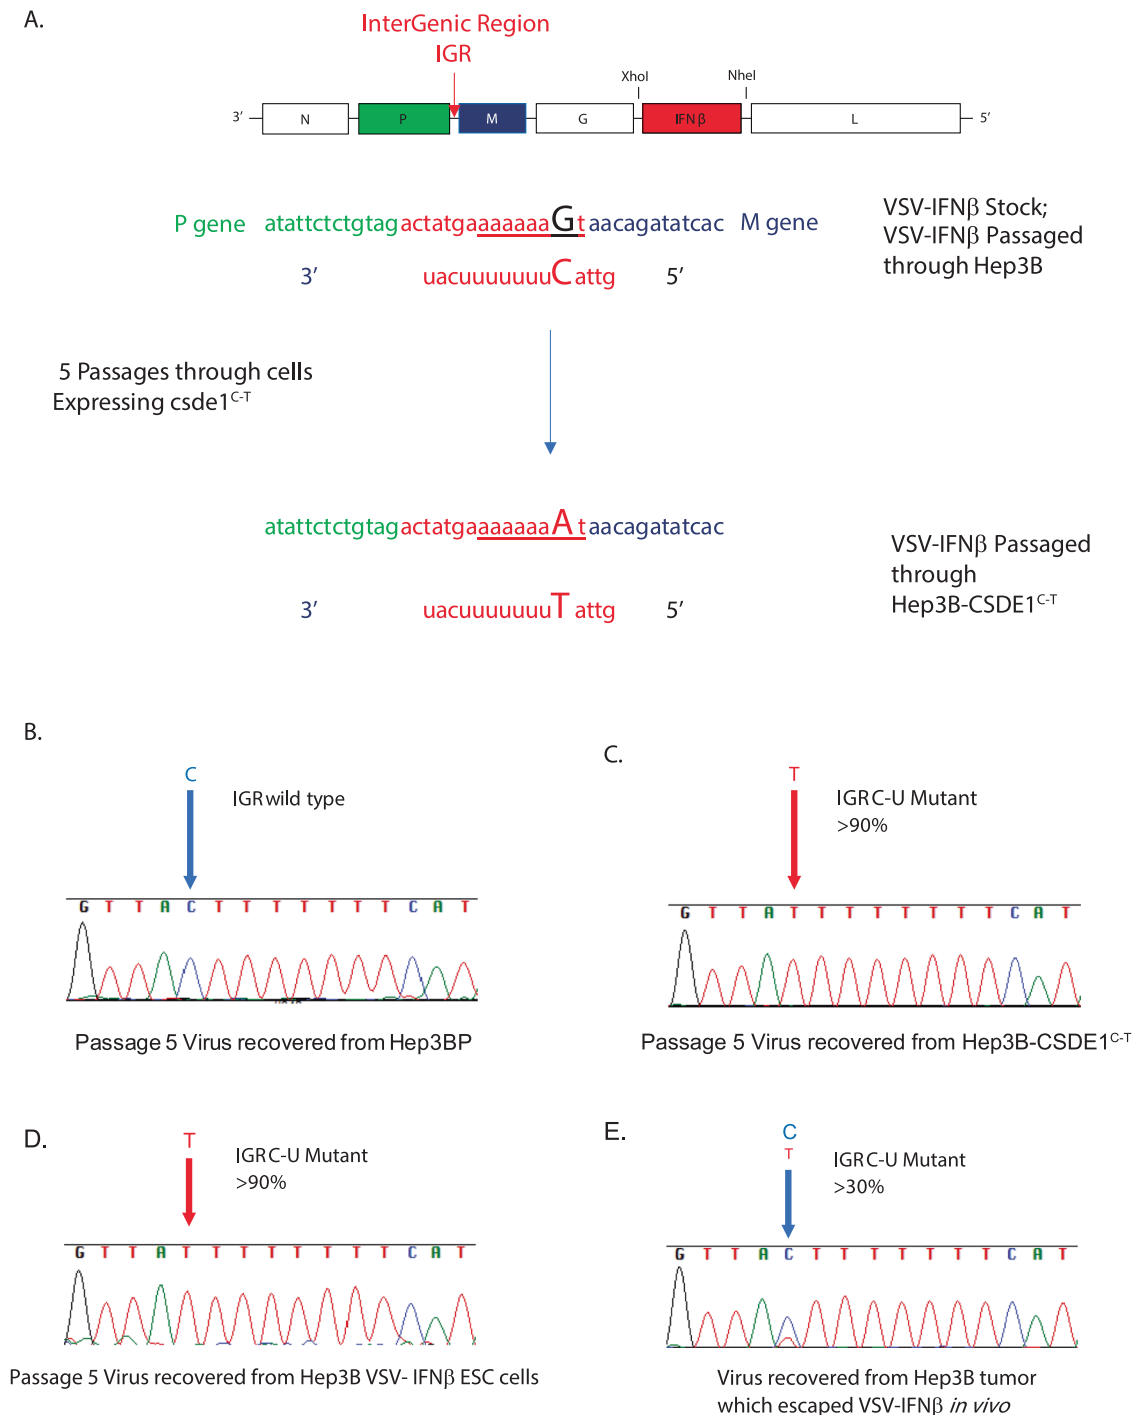 A.
InterGenic Region
IGR
XhoI
NheI
3'
N
P
M
G
IFN β
L
5'
P gene atattctctgtagactatgaaaaaaaGtaacagatatcac M gene
3' uacuuuuuuuCattg 5'
VSV-IFNβ Stock;
VSV-IFNβ Passaged
through Hep3B
5 Passages through cells
Expressing csde1C-T
atattctctgtagactatgaaaaaaaAtaacagatatcac
3' uacuuuuuuuTattg 5'
VSV-IFNβ Passaged
through
Hep3B-CSDE1C-T
B.
C
IGR wild type
G T T A C T T T T T T T C A T
Passage 5 Virus recovered from Hep3BP
C.
T
IGR C-U Mutant
>90%
G T T A T T T T T T T T C A T
Passage 5 Virus recovered from Hep3B-CSDE1C-T
D.
T
IGR C-U Mutant
>90%
G T T A T T T T T T T T C A T
Passage 5 Virus recovered from Hep3B VSV- IFNβ ESC cells
E.
C
T
IGR C-U Mutant
>30%
G T T A C T T T T T T T C A T
Virus recovered from Hep3B tumor
which escaped VSV-IFNβ in vivo